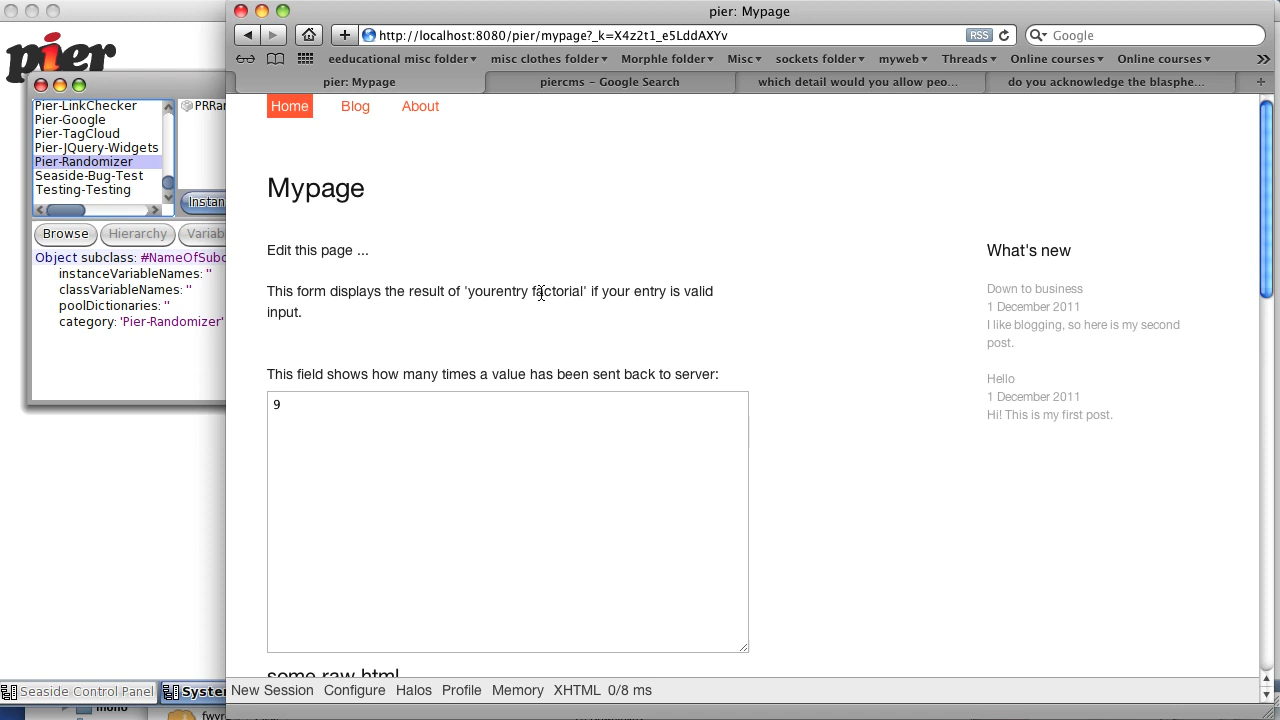 pier: Mypage
http://localhost:8080/pier/mypage?_k=X4z2t1_e5LddAXYv
RSS
Google
eeducational misc folder
misc clothes folder
Morphle folder
Misc
sockets folder
myweb
Threads
Online courses
Online courses
pier: Mypage
piercms – Google Search
which detail would you allow peo...
do you acknowledge the blasphe...
pier
Pier-LinkChecker
Pier-Google
Pier-TagCloud
Pier-JQuery-Widgets
Pier-Randomizer
Seaside-Bug-Test
Testing-Testing
PRRan
Instan
Browse
Hierarchy
Variab
Object subclass: #NameOfSubc
instanceVariableNames: ''
classVariableNames: ''
poolDictionaries: ''
category: 'Pier-Randomizer'
Home
Blog
About
Mypage
Edit this page ...
This form displays the result of 'yourentry factorial' if your entry is valid
input.
This field shows how many times a value has been sent back to server:
9
some raw html
What's new
Down to business
1 December 2011
I like blogging, so here is my second
post.
Hello
1 December 2011
Hi! This is my first post.
New Session
Configure
Halos
Profile
Memory
XHTML
0/8 ms
Seaside Control Panel
System
mono